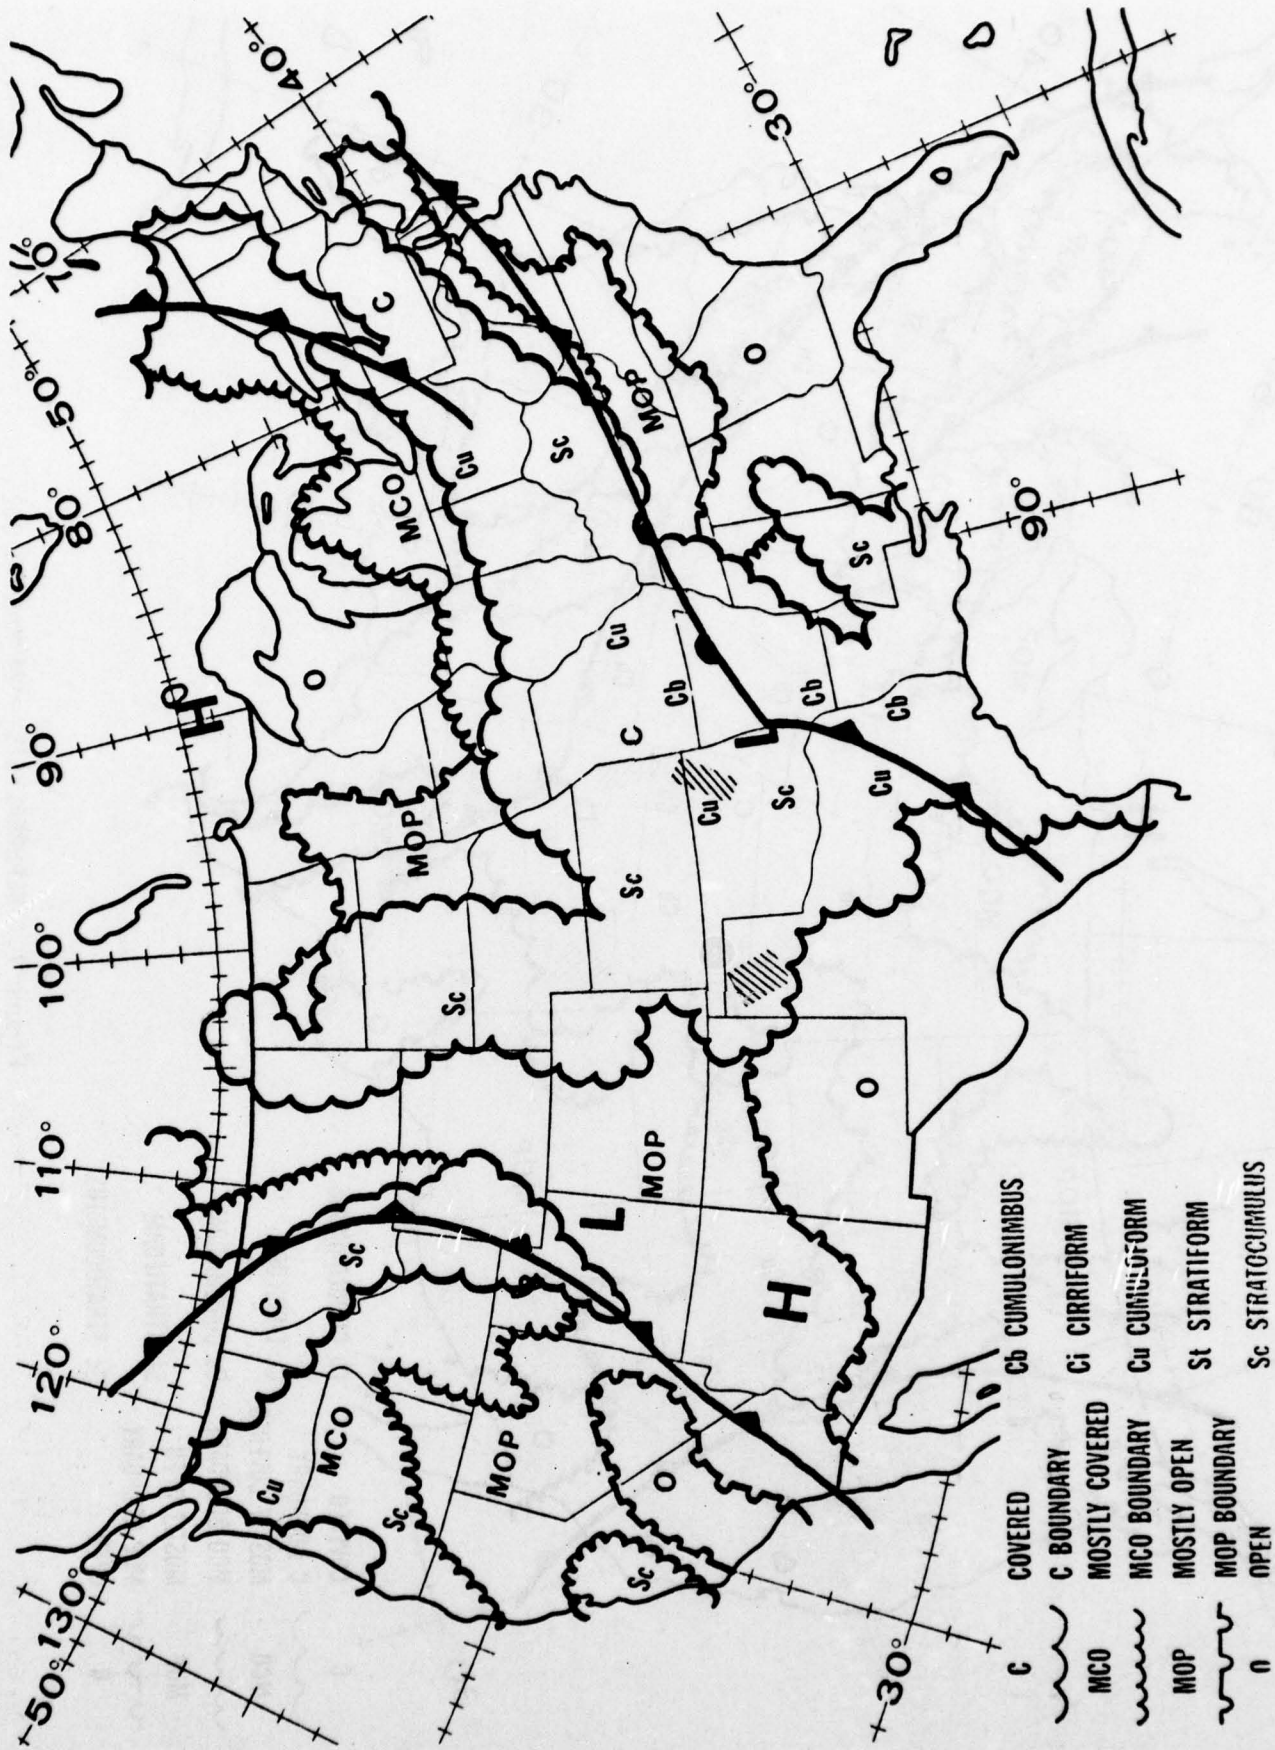 50°
130°
120°
110°
100°
90°
80°
70°
50°
40°
H
Cu
C
MCO
Sc
Sc
MOP
Sc
MOP
O
MCO
C
Cu
Sc
O
Sc
L
MOP
Sc
C
Cu
Cb
Cu
Sc
MOP
H
O
Cu
Sc
L
Cb
Cb
Sc
O
30°
90°
30°
C COVERED
C BOUNDARY
MCO MOSTLY COVERED
MCO BOUNDARY
MOP MOSTLY OPEN
MOP BOUNDARY
O OPEN
Cb CUMULONIMBUS
Ci CIRRIFORM
Cu CUMULOFORM
St STRATIFORM
Sc STRATOCUMULUS